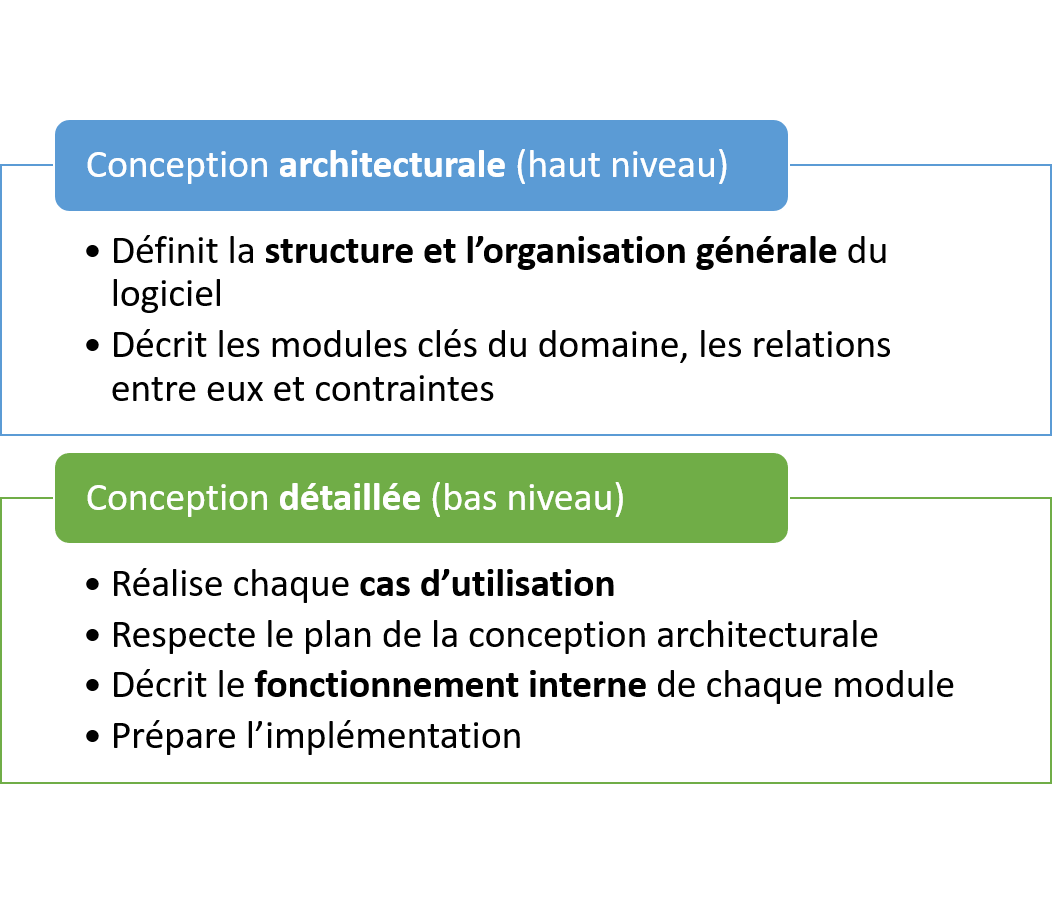 Conception architecturale (haut niveau)
• Définit la structure et l’organisation générale du
logiciel
• Décrit les modules clés du domaine, les relations
entre eux et contraintes
Conception détaillée (bas niveau)
• Réalise chaque cas d’utilisation
• Respecte le plan de la conception architecturale
• Décrit le fonctionnement interne de chaque module
• Prépare l’implémentation